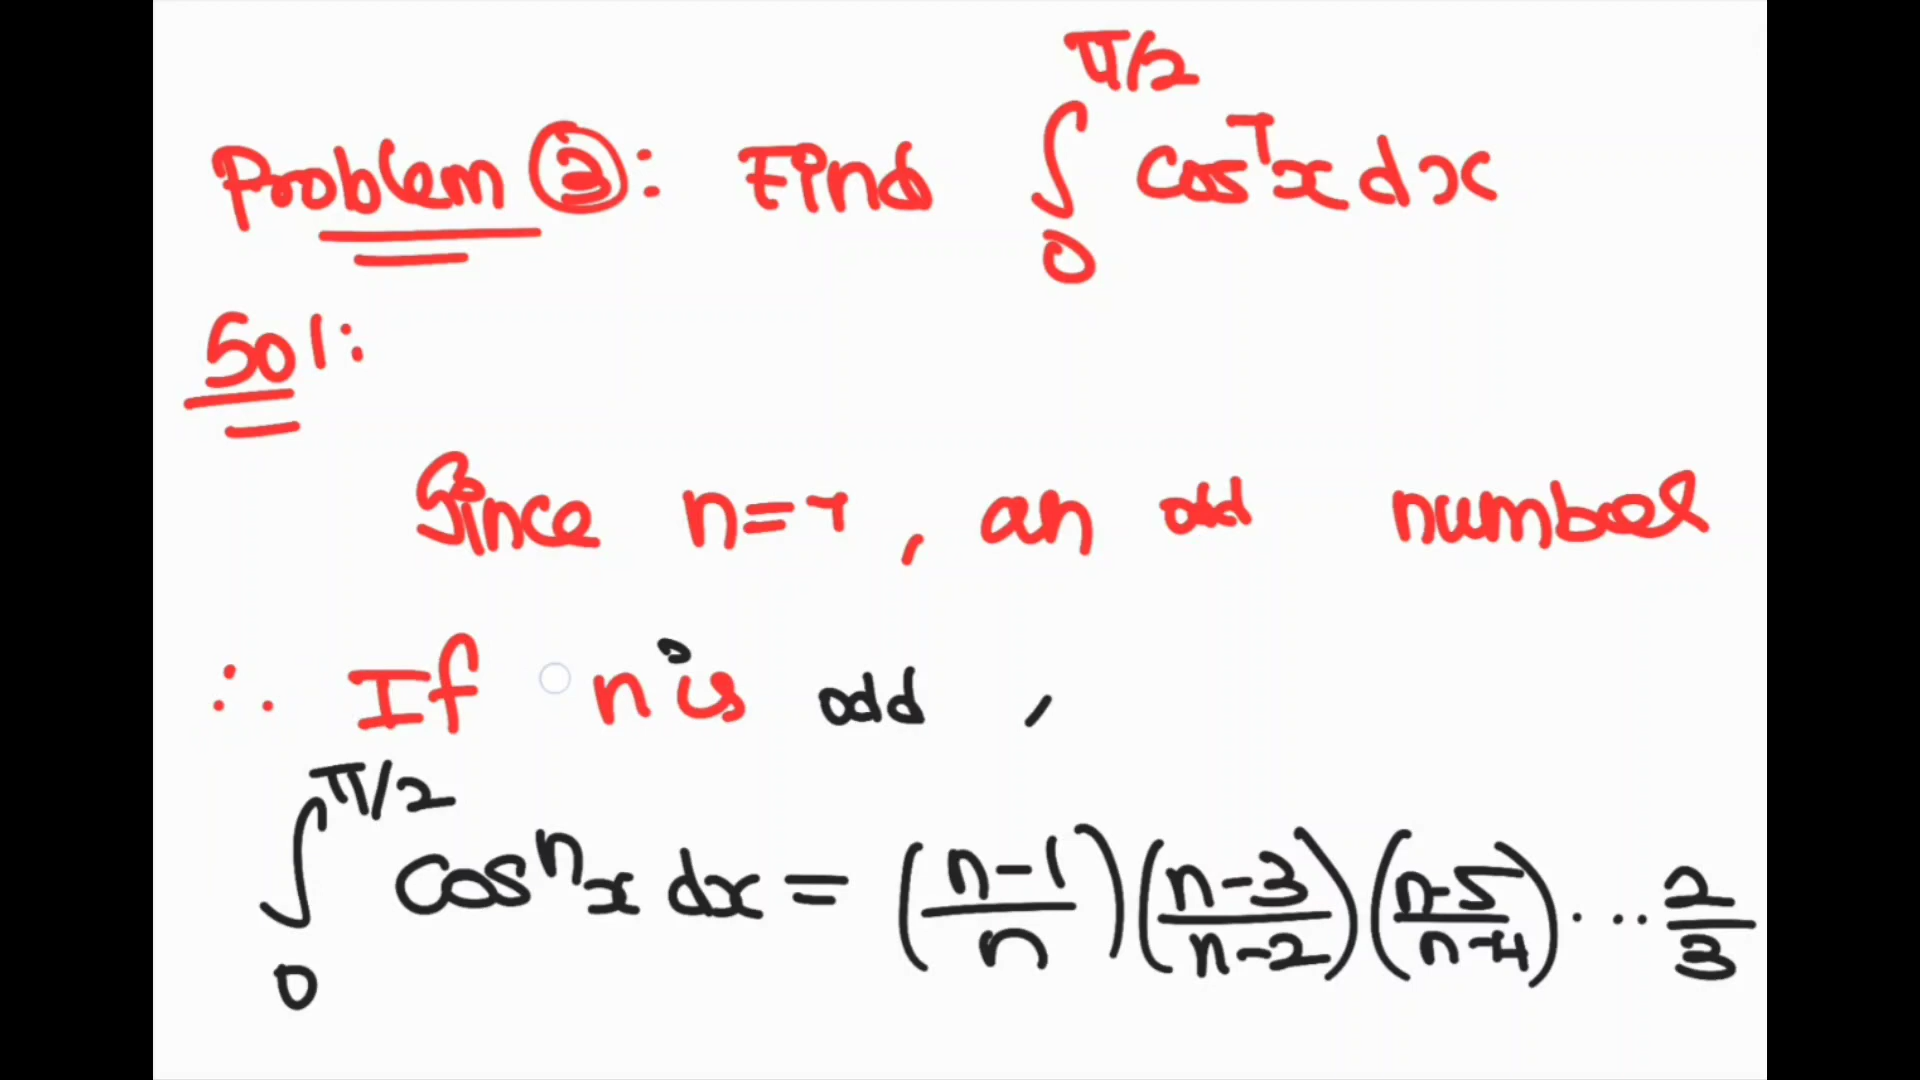 Problem ③: Find ∫₀^{π/2} cos⁷x dx
Sol:
Since n=7, an odd number
∴ If n is odd,
∫₀^{π/2} cosⁿx dx = ((n-1)/n) ((n-3)/(n-2)) ((n-5)/(n-4)) ... 2/3